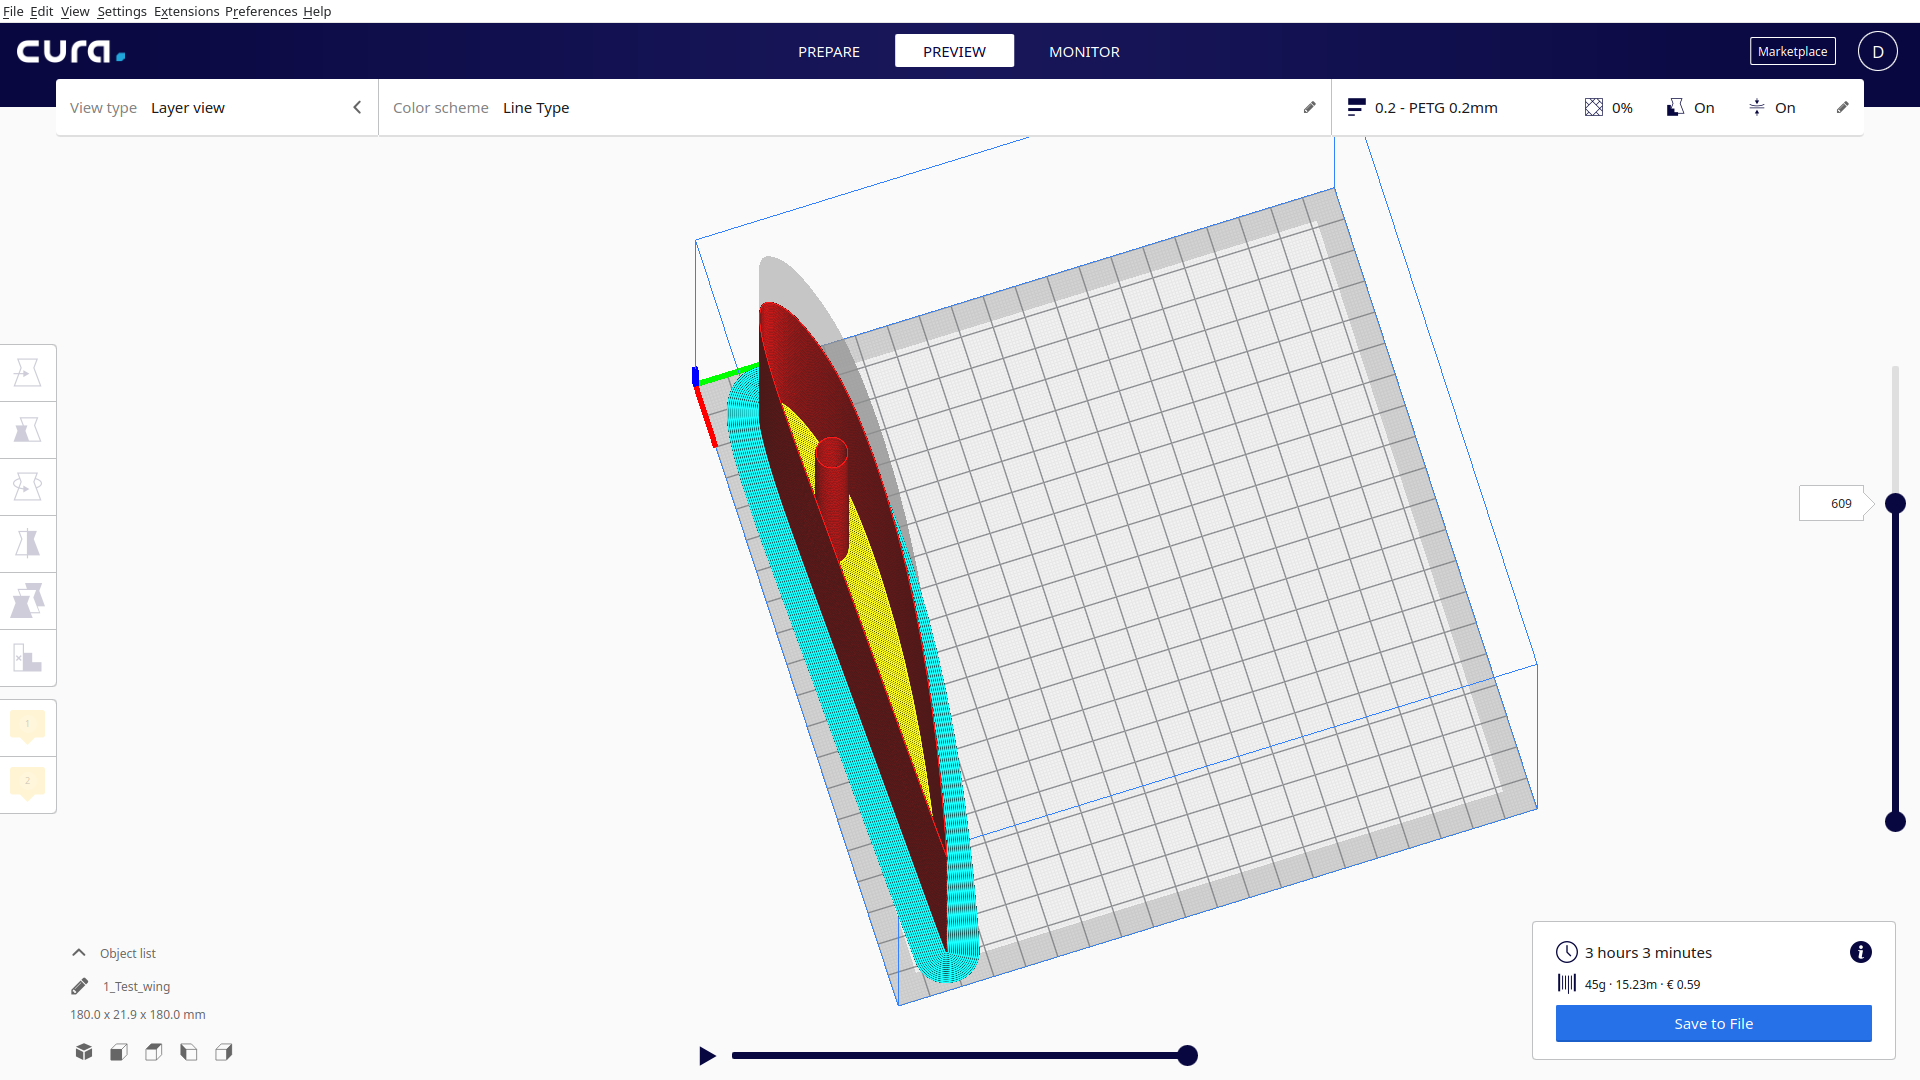 File Edit View Settings Extensions Preferences Help
cura.
PREPARE PREVIEW MONITOR
Marketplace D
View type Layer view
Color scheme Line Type
0.2 - PETG 0.2mm 0% On On
609
1
2
Object list
1_Test_wing
180.0 x 21.9 x 180.0 mm
3 hours 3 minutes
45g · 15.23m · € 0.59
Save to File